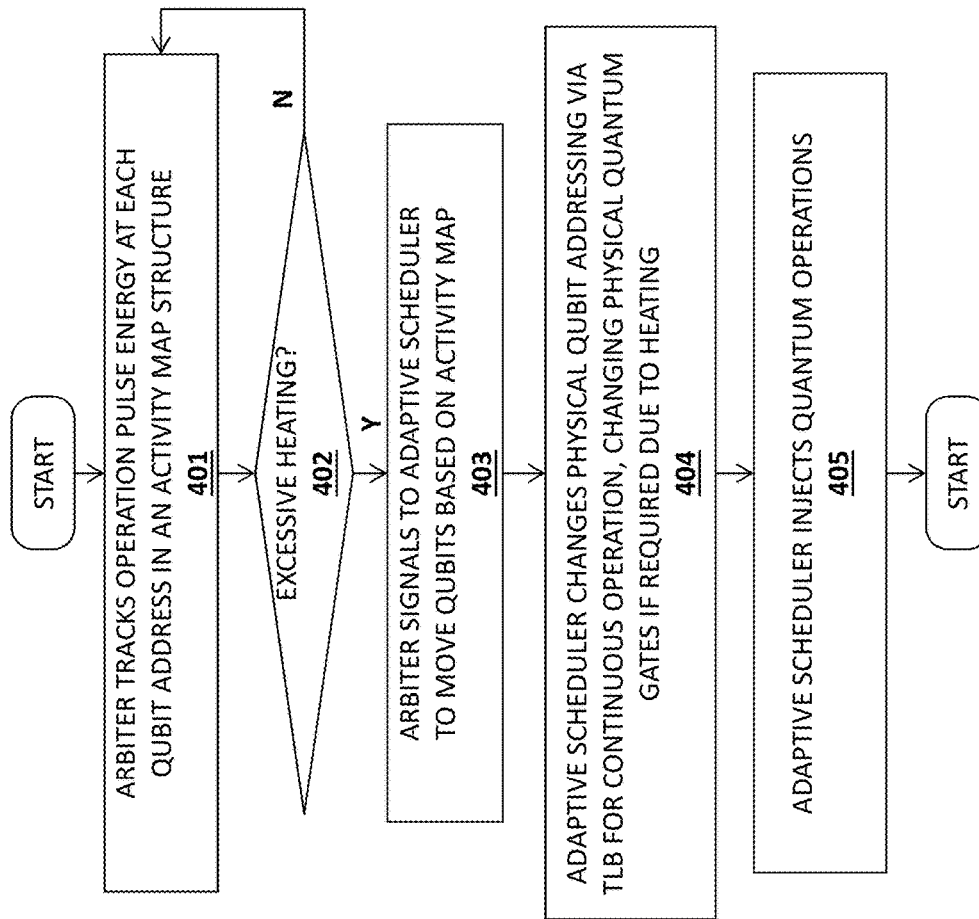 START
ARBITER TRACKS OPERATION PULSE ENERGY AT EACH
QUBIT ADDRESS IN AN ACTIVITY MAP STRUCTURE
401
EXCESSIVE HEATING?
402
N
Y
ARBITER SIGNALS TO ADAPTIVE SCHEDULER
TO MOVE QUBITS BASED ON ACTIVITY MAP
403
ADAPTIVE SCHEDULER CHANGES PHYSICAL QUBIT ADDRESSING VIA
TLB FOR CONTINUOUS OPERATION, CHANGING PHYSICAL QUANTUM
GATES IF REQUIRED DUE TO HEATING
404
ADAPTIVE SCHEDULER INJECTS QUANTUM OPERATIONS
405
START